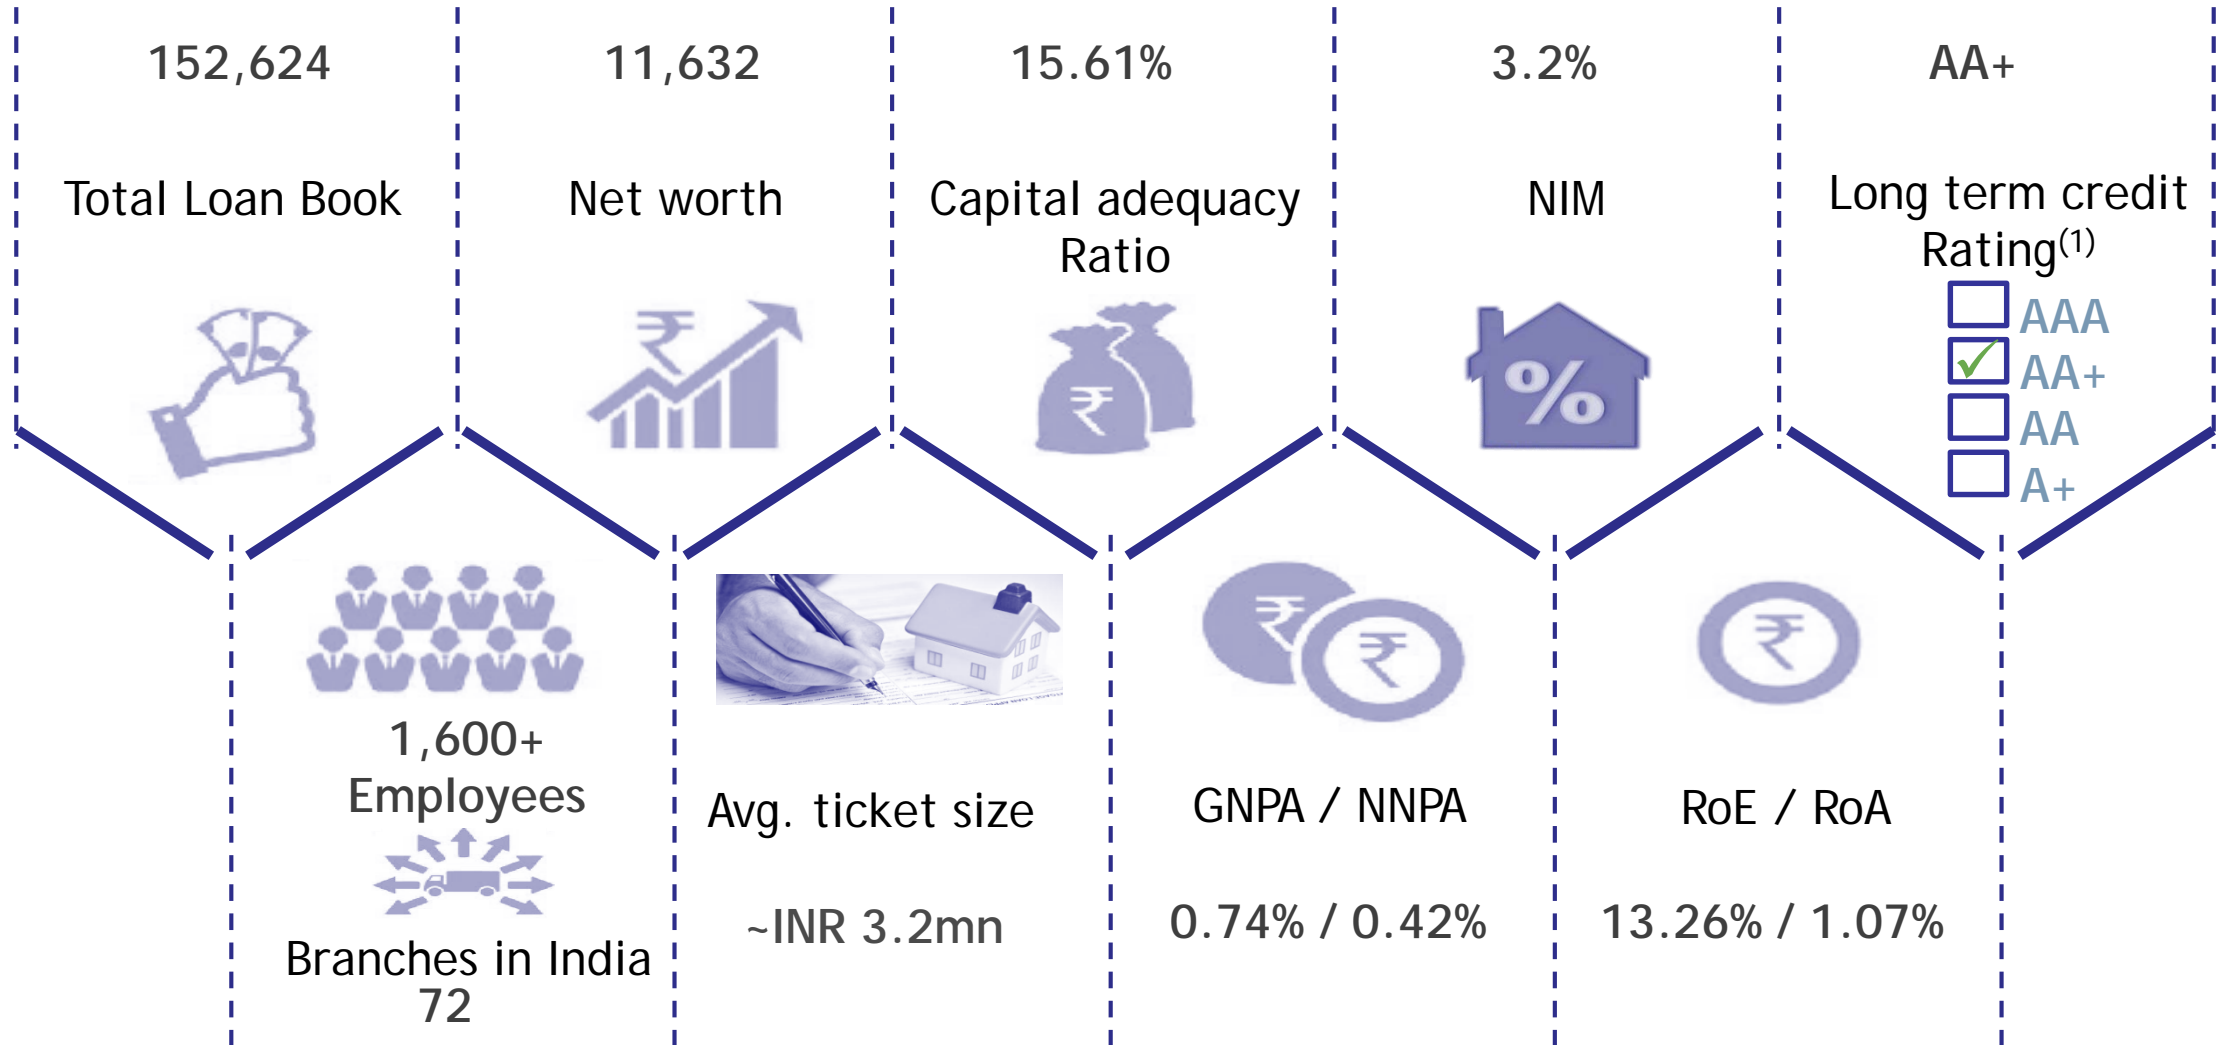 152,624
Total Loan Book
11,632
Net worth
15.61%
Capital adequacy
Ratio
₹
3.2%
NIM
%
AA+
Long term credit
Rating(1)
AAA
AA+
AA
A+
1,600+
Employees
Branches in India
72
Avg. ticket size
~INR 3.2mn
₹
₹
GNPA / NNPA
0.74% / 0.42%
₹
RoE / RoA
13.26% / 1.07%